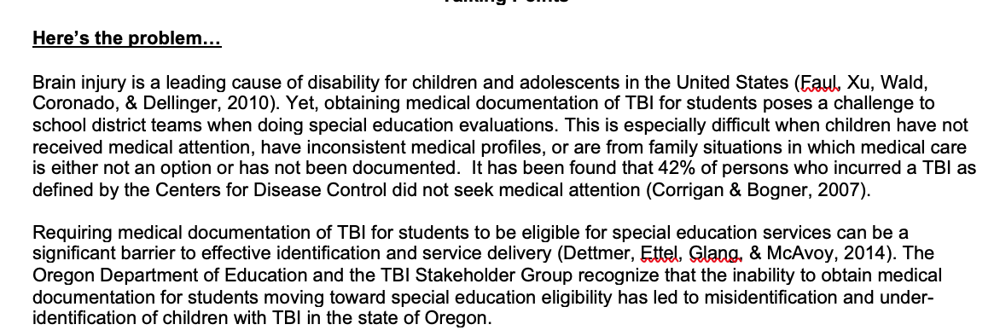 Here's the problem…
Brain injury is a leading cause of disability for children and adolescents in the United States (Faul, Xu, Wald,
Coronado, & Dellinger, 2010). Yet, obtaining medical documentation of TBI for students poses a challenge to
school district teams when doing special education evaluations. This is especially difficult when children have not
received medical attention, have inconsistent medical profiles, or are from family situations in which medical care
is either not an option or has not been documented.  It has been found that 42% of persons who incurred a TBI as
defined by the Centers for Disease Control did not seek medical attention (Corrigan & Bogner, 2007).
Requiring medical documentation of TBI for students to be eligible for special education services can be a
significant barrier to effective identification and service delivery (Dettmer, Ettel, Glang, & McAvoy, 2014). The
Oregon Department of Education and the TBI Stakeholder Group recognize that the inability to obtain medical
documentation for students moving toward special education eligibility has led to misidentification and under-
identification of children with TBI in the state of Oregon.